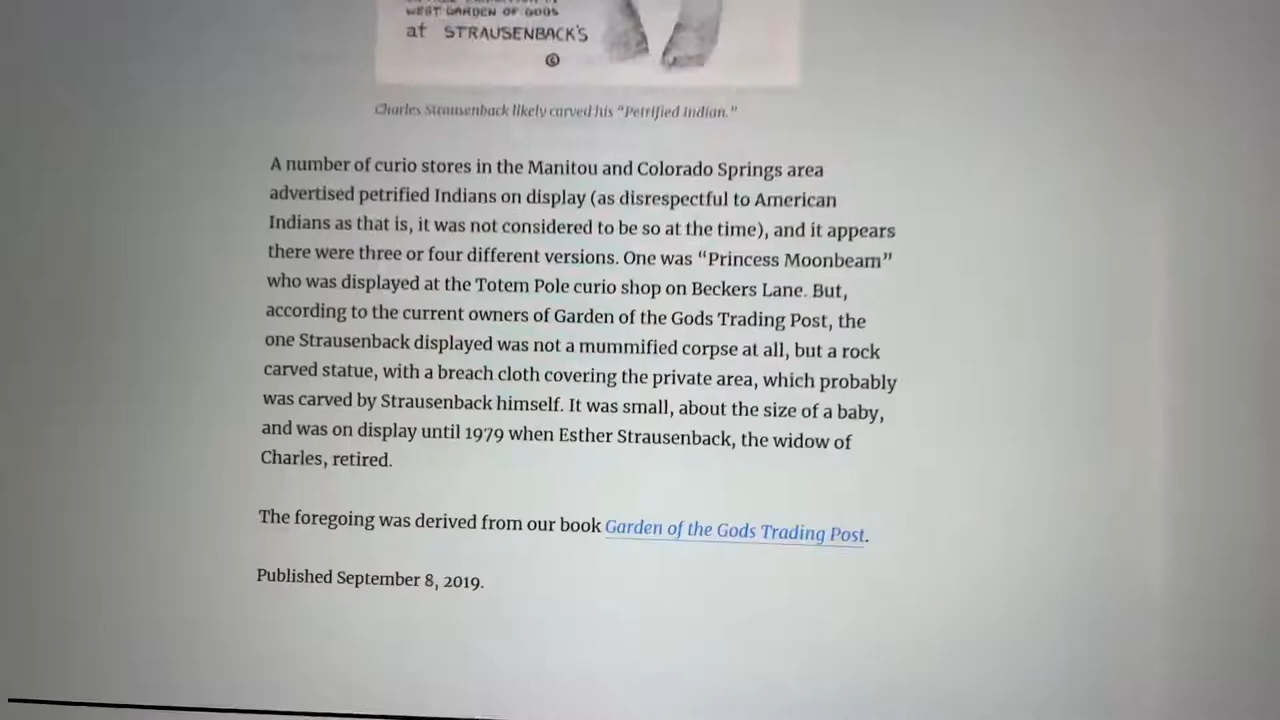 WEST GARDEN OF GODS
at STRAUSENBACK'S
©
Charles Strausenback likely carved his “Petrified Indian.”
A number of curio stores in the Manitou and Colorado Springs area
advertised petrified Indians on display (as disrespectful to American
Indians as that is, it was not considered to be so at the time), and it appears
there were three or four different versions. One was “Princess Moonbeam”
who was displayed at the Totem Pole curio shop on Beckers Lane. But,
according to the current owners of Garden of the Gods Trading Post, the
one Strausenback displayed was not a mummified corpse at all, but a rock
carved statue, with a breach cloth covering the private area, which probably
was carved by Strausenback himself. It was small, about the size of a baby,
and was on display until 1979 when Esther Strausenback, the widow of
Charles, retired.
The foregoing was derived from our book Garden of the Gods Trading Post.
Published September 8, 2019.